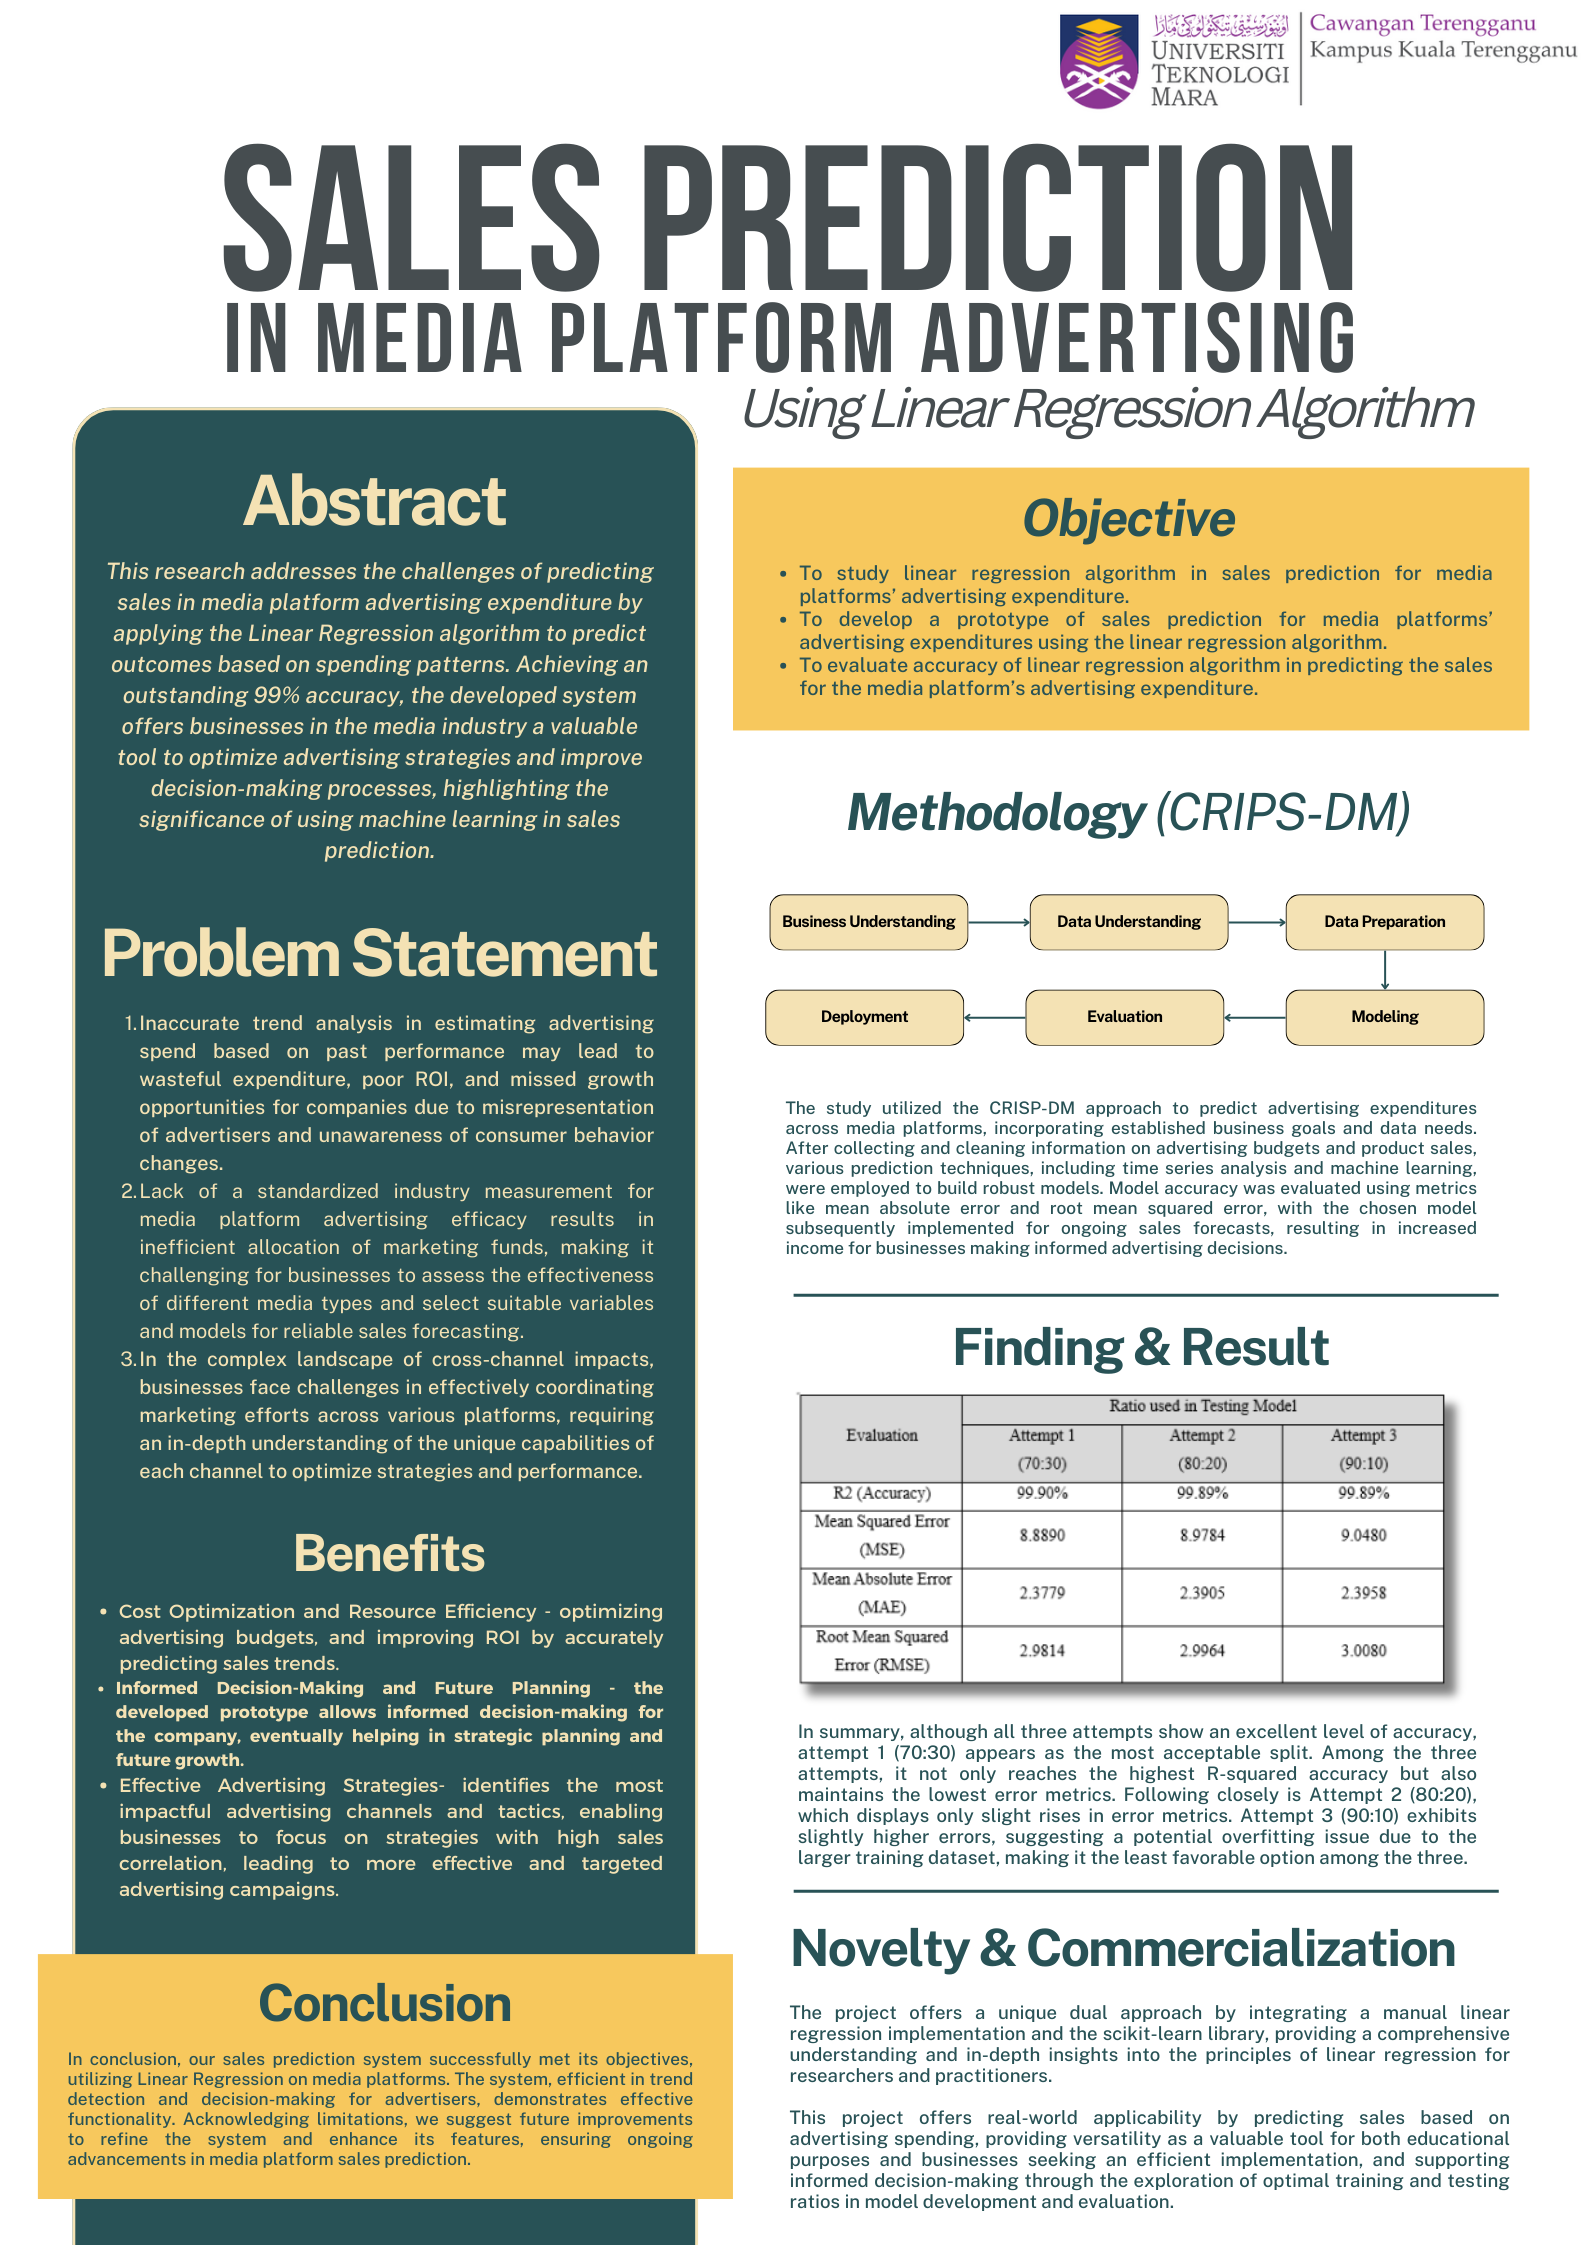 اونيۏرسيتي تيكنولوڬي مارا
UNIVERSITI
TEKNOLOGI
MARA
Cawangan Terengganu
Kampus Kuala Terengganu
SALES PREDICTION
IN MEDIA PLATFORM ADVERTISING
Using Linear Regression Algorithm
Abstract
This research addresses the challenges of predicting
sales in media platform advertising expenditure by
applying the Linear Regression algorithm to predict
outcomes based on spending patterns. Achieving an
outstanding 99% accuracy, the developed system
offers businesses in the media industry a valuable
tool to optimize advertising strategies and improve
decision-making processes, highlighting the
significance of using machine learning in sales
prediction.
Problem Statement
1. Inaccurate trend analysis in estimating advertising
spend based on past performance may lead to
wasteful expenditure, poor ROI, and missed growth
opportunities for companies due to misrepresentation
of advertisers and unawareness of consumer behavior
changes.
2. Lack of a standardized industry measurement for
media platform advertising efficacy results in
inefficient allocation of marketing funds, making it
challenging for businesses to assess the effectiveness
of different media types and select suitable variables
and models for reliable sales forecasting.
3. In the complex landscape of cross-channel impacts,
businesses face challenges in effectively coordinating
marketing efforts across various platforms, requiring
an in-depth understanding of the unique capabilities of
each channel to optimize strategies and performance.
Benefits
• Cost Optimization and Resource Efficiency - optimizing
advertising budgets, and improving ROI by accurately
predicting sales trends.
• Informed Decision-Making and Future Planning - the
developed prototype allows informed decision-making for
the company, eventually helping in strategic planning and
future growth.
• Effective Advertising Strategies- identifies the most
impactful advertising channels and tactics, enabling
businesses to focus on strategies with high sales
correlation, leading to more effective and targeted
advertising campaigns.
Conclusion
In conclusion, our sales prediction system successfully met its objectives,
utilizing Linear Regression on media platforms. The system, efficient in trend
detection and decision-making for advertisers, demonstrates effective
functionality. Acknowledging limitations, we suggest future improvements
to refine the system and enhance its features, ensuring ongoing
advancements in media platform sales prediction.
Objective
• To study linear regression algorithm in sales prediction for media
platforms’ advertising expenditure.
• To develop a prototype of sales prediction for media platforms’
advertising expenditures using the linear regression algorithm.
• To evaluate accuracy of linear regression algorithm in predicting the sales
for the media platform’s advertising expenditure.
Methodology (CRIPS-DM)
Business Understanding
Data Understanding
Data Preparation
Modeling
Evaluation
Deployment
The study utilized the CRISP-DM approach to predict advertising expenditures
across media platforms, incorporating established business goals and data needs.
After collecting and cleaning information on advertising budgets and product sales,
various prediction techniques, including time series analysis and machine learning,
were employed to build robust models. Model accuracy was evaluated using metrics
like mean absolute error and root mean squared error, with the chosen model
subsequently implemented for ongoing sales forecasts, resulting in increased
income for businesses making informed advertising decisions.
Finding & Result
Evaluation
Ratio used in Testing Model
Attempt 1 Attempt 2 Attempt 3
(70:30) (80:20) (90:10)
R2 (Accuracy) 99.90% 99.89% 99.89%
Mean Squared Error
(MSE) 8.8890 8.9784 9.0480
Mean Absolute Error
(MAE) 2.3779 2.3905 2.3958
Root Mean Squared
Error (RMSE) 2.9814 2.9964 3.0080
In summary, although all three attempts show an excellent level of accuracy,
attempt 1 (70:30) appears as the most acceptable split. Among the three
attempts, it not only reaches the highest R-squared accuracy but also
maintains the lowest error metrics. Following closely is Attempt 2 (80:20),
which displays only slight rises in error metrics. Attempt 3 (90:10) exhibits
slightly higher errors, suggesting a potential overfitting issue due to the
larger training dataset, making it the least favorable option among the three.
Novelty & Commercialization
The project offers a unique dual approach by integrating a manual linear
regression implementation and the scikit-learn library, providing a comprehensive
understanding and in-depth insights into the principles of linear regression for
researchers and practitioners.
This project offers real-world applicability by predicting sales based on
advertising spending, providing versatility as a valuable tool for both educational
purposes and businesses seeking an efficient implementation, and supporting
informed decision-making through the exploration of optimal training and testing
ratios in model development and evaluation.